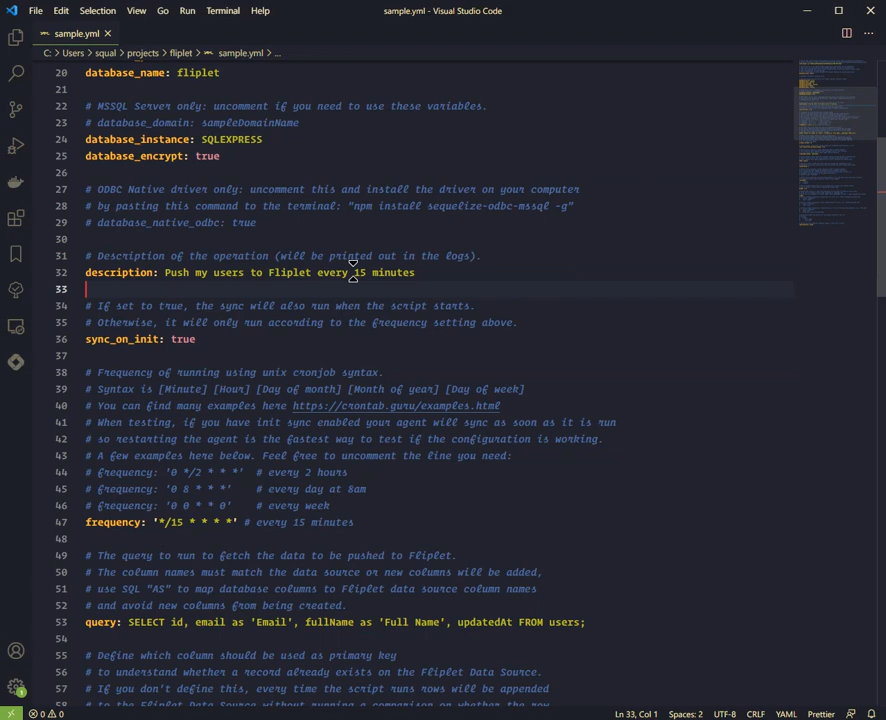 File Edit Selection View Go Run Terminal Help
sample.yml - Visual Studio Code
sample.yml
C: > Users > squal > projects > fliplet > sample.yml > ...
20 database_name: fliplet
21
22 # MSSQL Server only: uncomment if you need to use these variables.
23 # database_domain: sampleDomainName
24 database_instance: SQLEXPRESS
25 database_encrypt: true
26
27 # ODBC Native driver only: uncomment this and install the driver on your computer
28 # by pasting this command to the terminal: "npm install sequelize-odbc-mssql -g"
29 # database_native_odbc: true
30
31 # Description of the operation (will be printed out in the logs).
32 description: Push my users to Fliplet every 15 minutes
33
34 # If set to true, the sync will also run when the script starts.
35 # Otherwise, it will only run according to the frequency setting above.
36 sync_on_init: true
37
38 # Frequency of running using unix cronjob syntax.
39 # Syntax is [Minute] [Hour] [Day of month] [Month of year] [Day of week]
40 # You can find many examples here https://crontab.guru/examples.html
41 # When testing, if you have init sync enabled your agent will sync as soon as it is run
42 # so restarting the agent is the fastest way to test if the configuration is working.
43 # A few examples here below. Feel free to uncomment the line you need:
44 # frequency: '0 */2 * * *' # every 2 hours
45 # frequency: '0 8 * * *' # every day at 8am
46 # frequency: '0 0 * * 0' # every week
47 frequency: '*/15 * * * *' # every 15 minutes
48
49 # The query to run to fetch the data to be pushed to Fliplet.
50 # The column names must match the data source or new columns will be added,
51 # use SQL "AS" to map database columns to Fliplet data source column names
52 # and avoid new columns from being created.
53 query: SELECT id, email as 'Email', fullName as 'Full Name', updatedAt FROM users;
54
55 # Define which column should be used as primary key
56 # to understand whether a record already exists on the Fliplet Data Source.
57 # If you don't define this, every time the script runs rows will be appended
58 # to the Fliplet Data Source without running a comparison on whether the row
1
0 0 Ln 33, Col 1 Spaces: 2 UTF-8 CRLF YAML Prettier